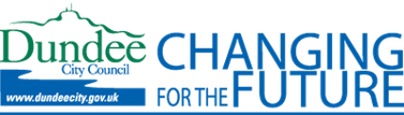 Dundee
City Council
www.dundeecity.gov.uk
CHANGING
FOR THE FUTURE